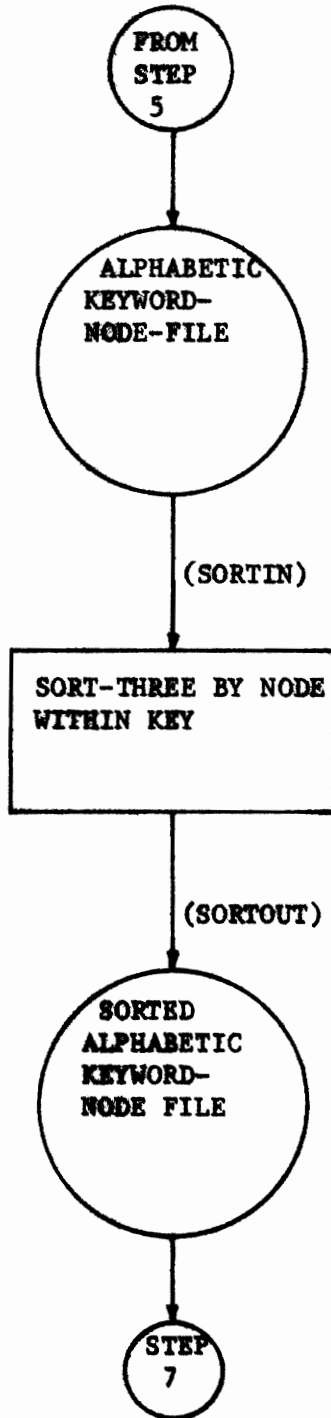 FROM
STEP
5
ALPHABETIC
KEYWORD-
NODE-FILE
(SORTIN)
SORT-THREE BY NODE
WITHIN KEY
(SORTOUT)
SORTED
ALPHABETIC
KEYWORD-
NODE FILE
STEP
7